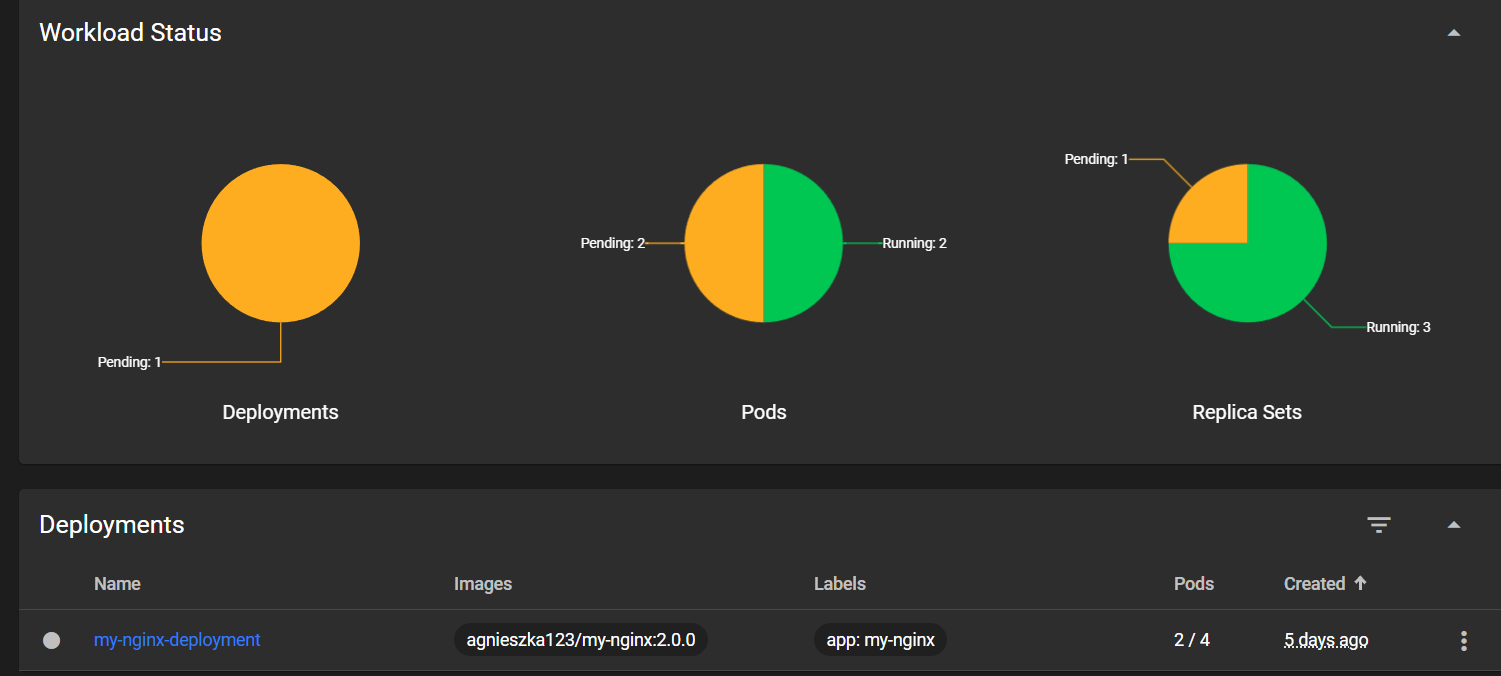 Workload Status
Pending: 1
Deployments
Pending: 2
Running: 2
Pods
Pending: 1
Running: 3
Replica Sets
Deployments
Name Images Labels Pods Created
my-nginx-deployment agnieszka123/my-nginx:2.0.0 app: my-nginx 2 / 4 5 days ago